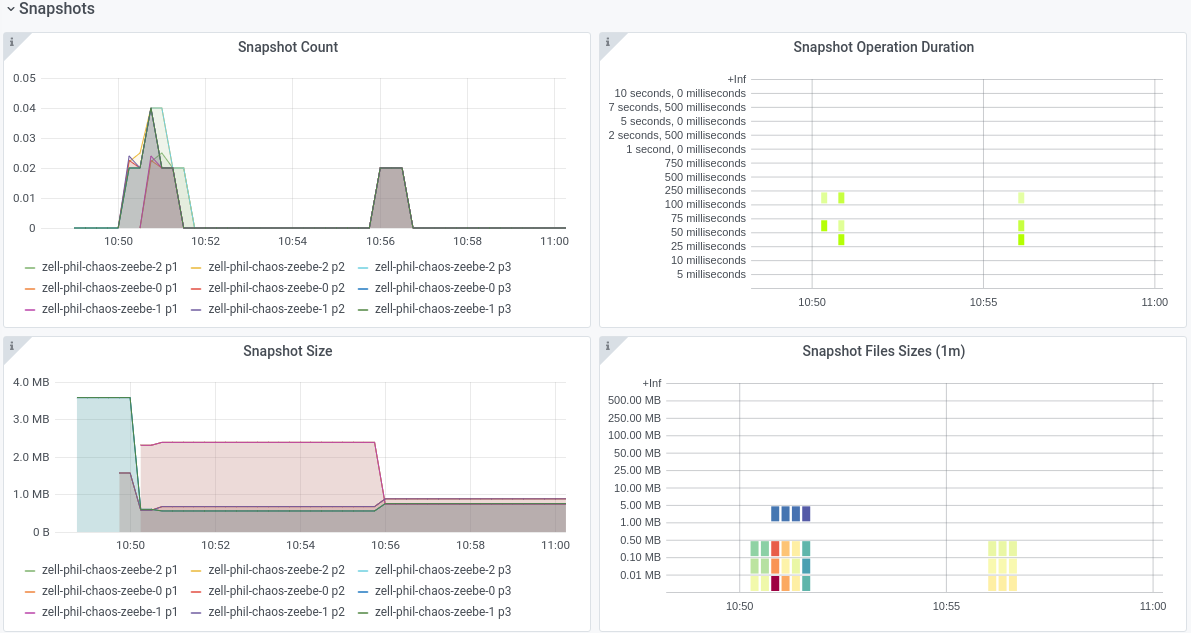 Snapshots
i
Snapshot Count
0.05
0.04
0.03
0.02
0.01
0
10:50 10:52 10:54 10:56 10:58 11:00
zell-phil-chaos-zeebe-2 p1 zell-phil-chaos-zeebe-2 p2 zell-phil-chaos-zeebe-2 p3
zell-phil-chaos-zeebe-0 p1 zell-phil-chaos-zeebe-0 p2 zell-phil-chaos-zeebe-0 p3
zell-phil-chaos-zeebe-1 p1 zell-phil-chaos-zeebe-1 p2 zell-phil-chaos-zeebe-1 p3
i
Snapshot Operation Duration
+Inf
10 seconds, 0 milliseconds
7 seconds, 500 milliseconds
5 seconds, 0 milliseconds
2 seconds, 500 milliseconds
1 second, 0 milliseconds
750 milliseconds
500 milliseconds
250 milliseconds
100 milliseconds
75 milliseconds
50 milliseconds
25 milliseconds
10 milliseconds
5 milliseconds
10:50 10:55 11:00
i
Snapshot Size
4.0 MB
3.0 MB
2.0 MB
1.0 MB
0 B
10:50 10:52 10:54 10:56 10:58 11:00
zell-phil-chaos-zeebe-2 p1 zell-phil-chaos-zeebe-2 p2 zell-phil-chaos-zeebe-2 p3
zell-phil-chaos-zeebe-0 p1 zell-phil-chaos-zeebe-0 p2 zell-phil-chaos-zeebe-0 p3
zell-phil-chaos-zeebe-1 p1 zell-phil-chaos-zeebe-1 p2 zell-phil-chaos-zeebe-1 p3
i
Snapshot Files Sizes (1m)
+Inf
500.00 MB
250.00 MB
100.00 MB
50.00 MB
25.00 MB
10.00 MB
5.00 MB
1.00 MB
0.50 MB
0.10 MB
0.01 MB
10:50 10:55 11:00